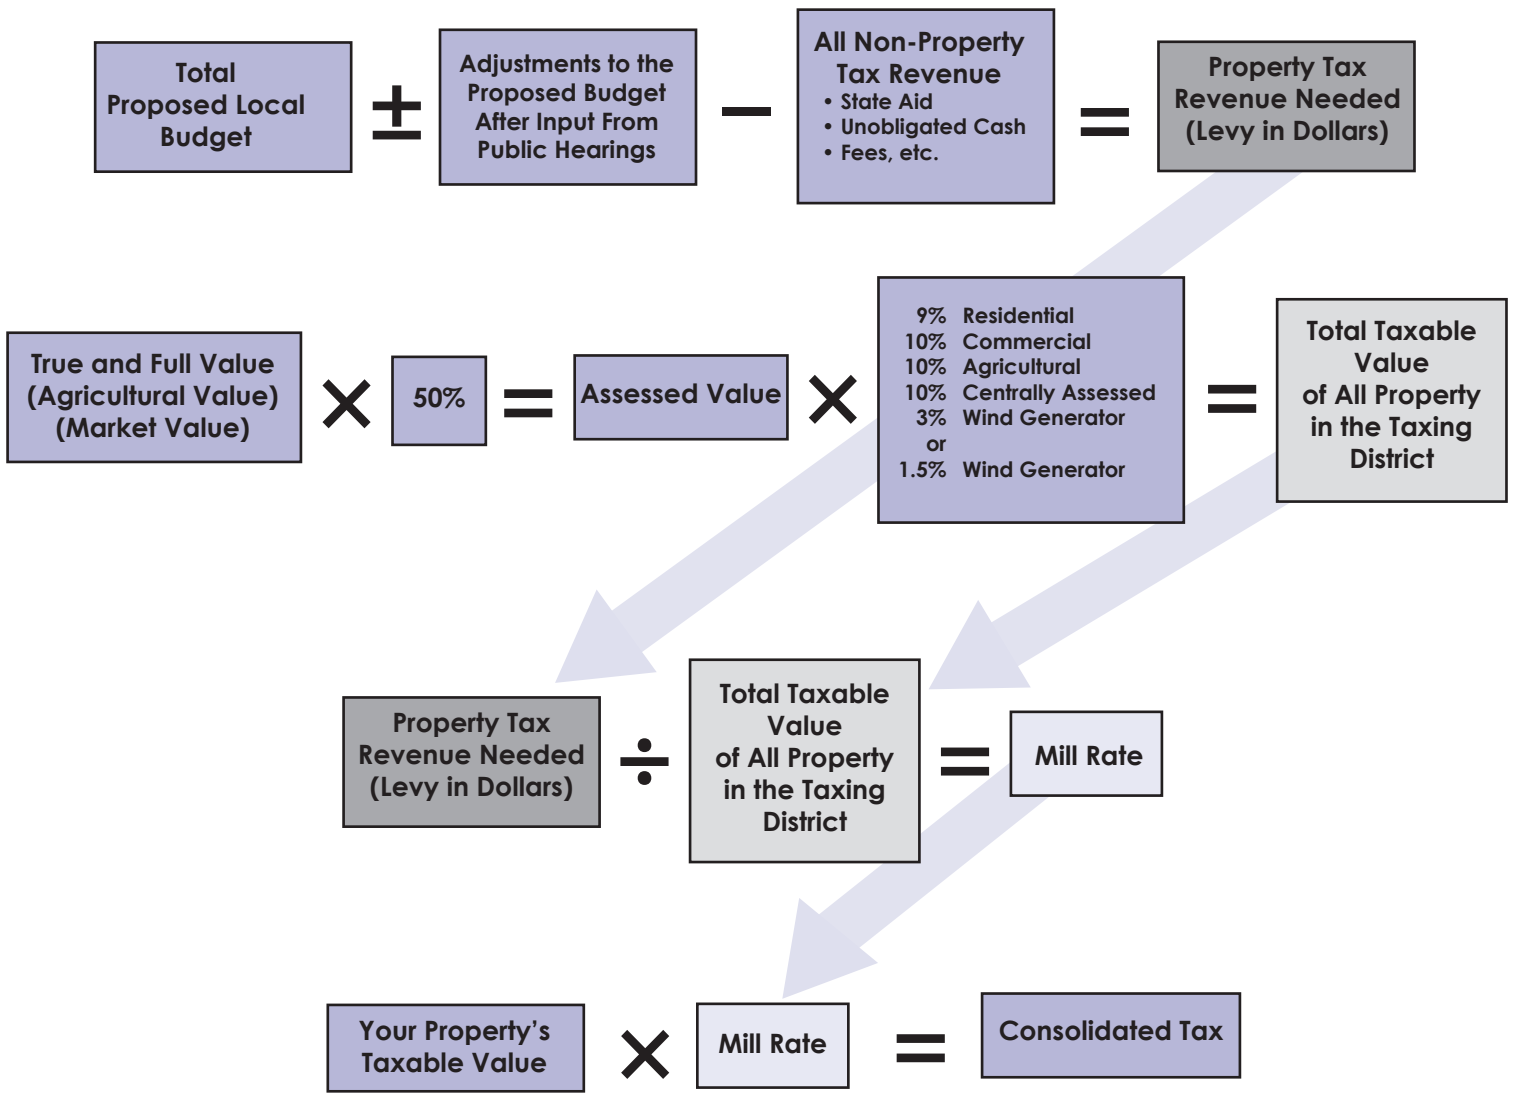 Total
Proposed Local
Budget
±
Adjustments to the
Proposed Budget
After Input From
Public Hearings
–
All Non-Property
Tax Revenue
• State Aid
• Unobligated Cash
• Fees, etc.
=
Property Tax
Revenue Needed
(Levy in Dollars)
True and Full Value
(Agricultural Value)
(Market Value)
×
50%
=
Assessed Value
×
9% Residential
10% Commercial
10% Agricultural
10% Centrally Assessed
3% Wind Generator
or
1.5% Wind Generator
=
Total Taxable
Value
of All Property
in the Taxing
District
Property Tax
Revenue Needed
(Levy in Dollars)
÷
Total Taxable
Value
of All Property
in the Taxing
District
=
Mill Rate
Your Property’s
Taxable Value
×
Mill Rate
=
Consolidated Tax